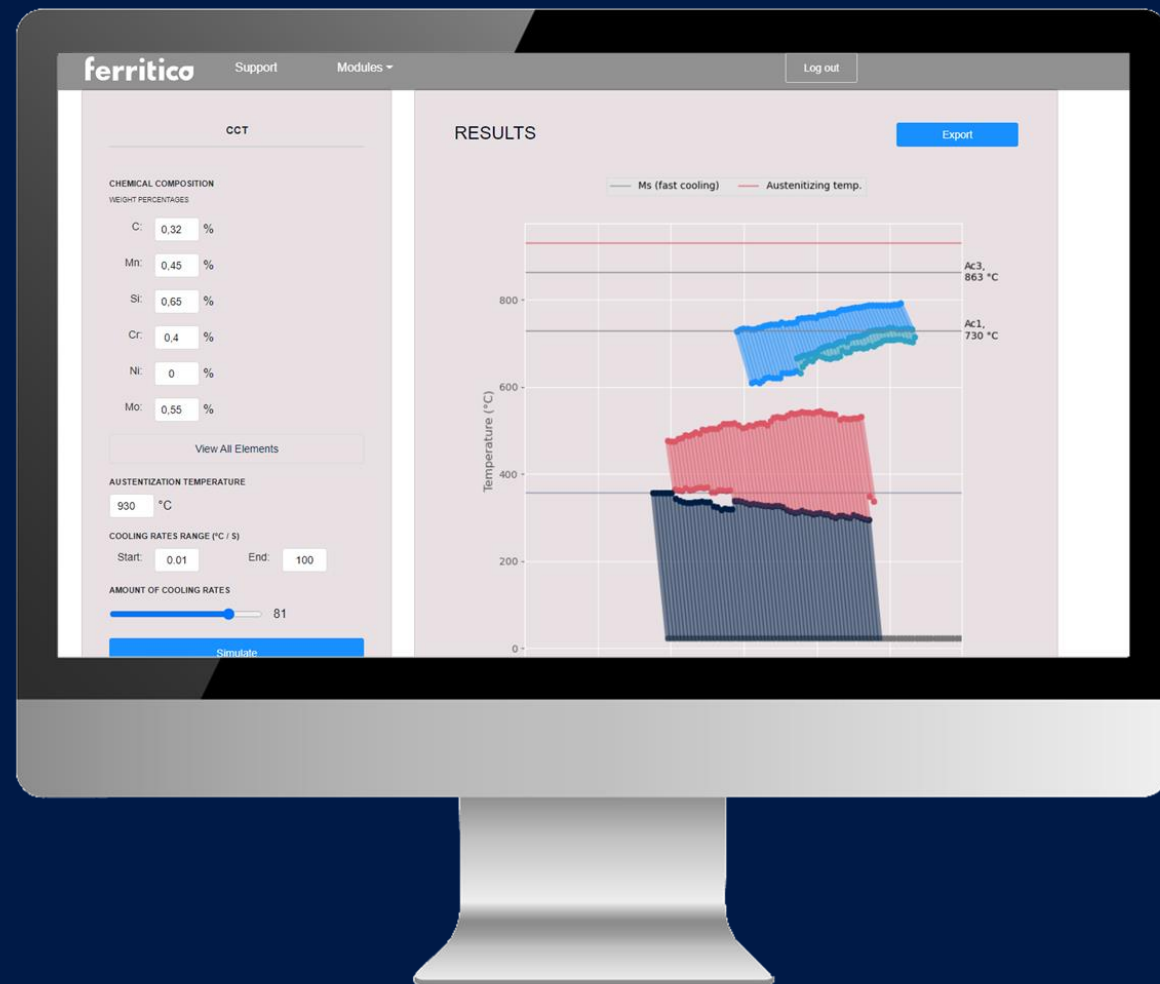 ferritico
Support
Modules
Log out
CCT
CHEMICAL COMPOSITION
WEIGHT PERCENTAGES
C: 0,32 %
Mn: 0,45 %
Si: 0,65 %
Cr: 0,4 %
Ni: 0 %
Mo: 0,55 %
View All Elements
AUSTENTIZATION TEMPERATURE
930 °C
COOLING RATES RANGE (°C / S)
Start: 0.01 End: 100
AMOUNT OF COOLING RATES
81
Simulate
RESULTS
Export
Ms (fast cooling) Austenitizing temp.
Ac3,
863 °C
800
Ac1,
730 °C
600
Temperature (°C)
400
200
0